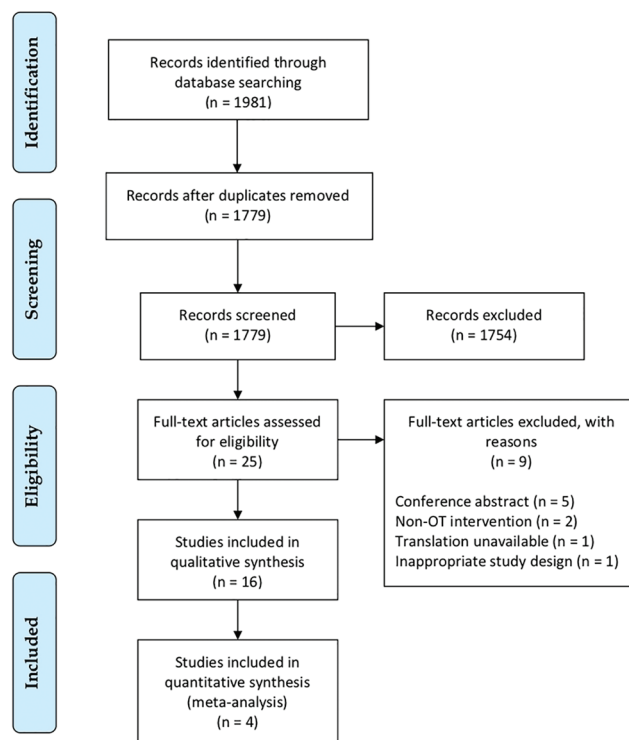 Identification
Records identified through
database searching
(n = 1981)
Records after duplicates removed
(n = 1779)
Screening
Records screened
(n = 1779)
Records excluded
(n = 1754)
Eligibility
Full-text articles assessed
for eligibility
(n = 25)
Full-text articles excluded, with
reasons
(n = 9)
Conference abstract (n = 5)
Non-OT intervention (n = 2)
Translation unavailable (n = 1)
Inappropriate study design (n = 1)
Studies included in
qualitative synthesis
(n = 16)
Included
Studies included in
quantitative synthesis
(meta-analysis)
(n = 4)